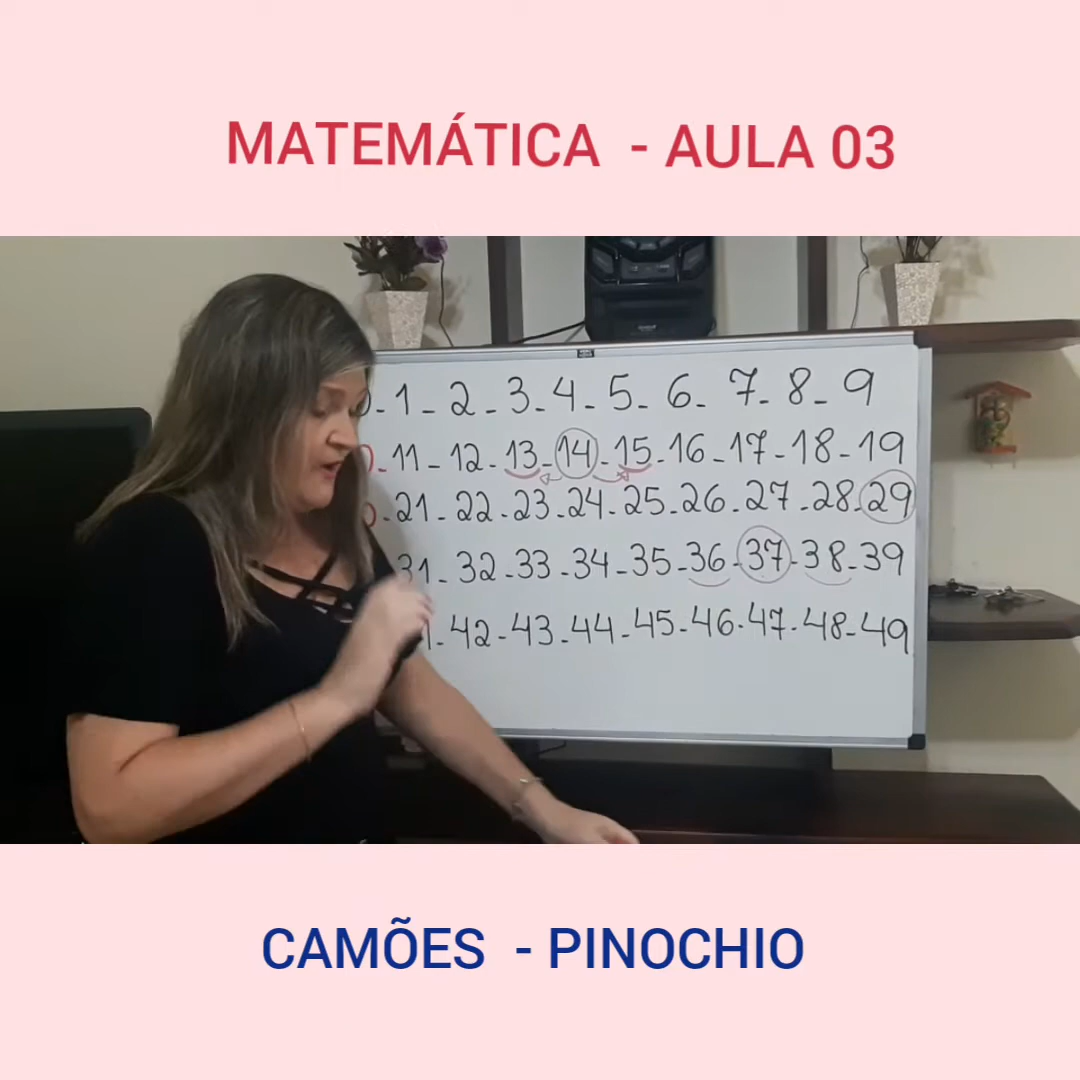 MATEMÁTICA - AULA 03
- 1 - 2 - 3 - 4 - 5 - 6 - 7 - 8 - 9
- 11 - 12 - 13 - 14 - 15 - 16 - 17 - 18 - 19
- 21 - 22 - 23 - 24 - 25 - 26 - 27 - 28 - 29
31 - 32 - 33 - 34 - 35 - 36 - 37 - 38 - 39
- 42 - 43 - 44 - 45 - 46 - 47 - 48 - 49
CAMÕES - PINOCHIO